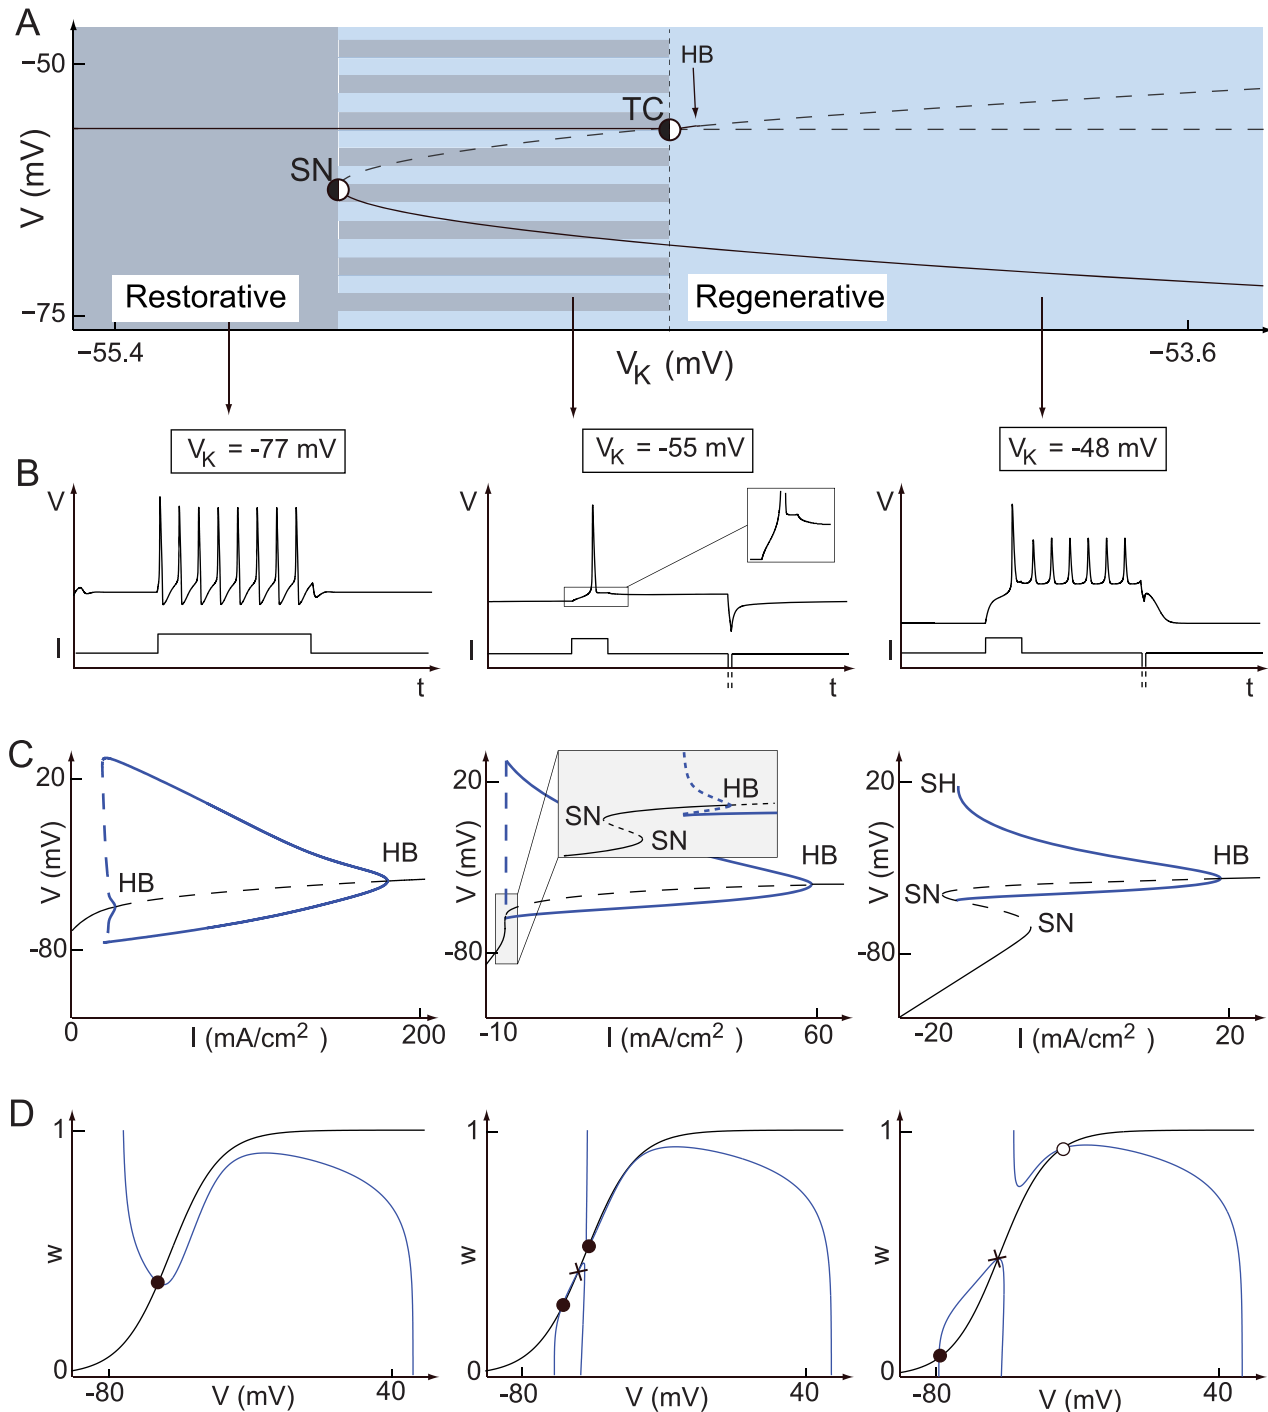 A
HB
−50
TC
SN
V (mV)
Restorative
Regenerative
−75
−55.4
−53.6
V_K (mV)
V_K = -77 mV
V_K = -55 mV
V_K = -48 mV
B
V
V
V
I
I
I
t
t
t
C
20
HB
HB
V (mV)
-80
0
200
I (mA/cm²)
20
HB
SN
SN
HB
V (mV)
-80
-10
60
I (mA/cm²)
20
SH
HB
SN
SN
V (mV)
-80
-20
20
I (mA/cm²)
D
1
w
0
-80
40
V (mV)
1
w
0
-80
40
V (mV)
1
w
0
-80
40
V (mV)